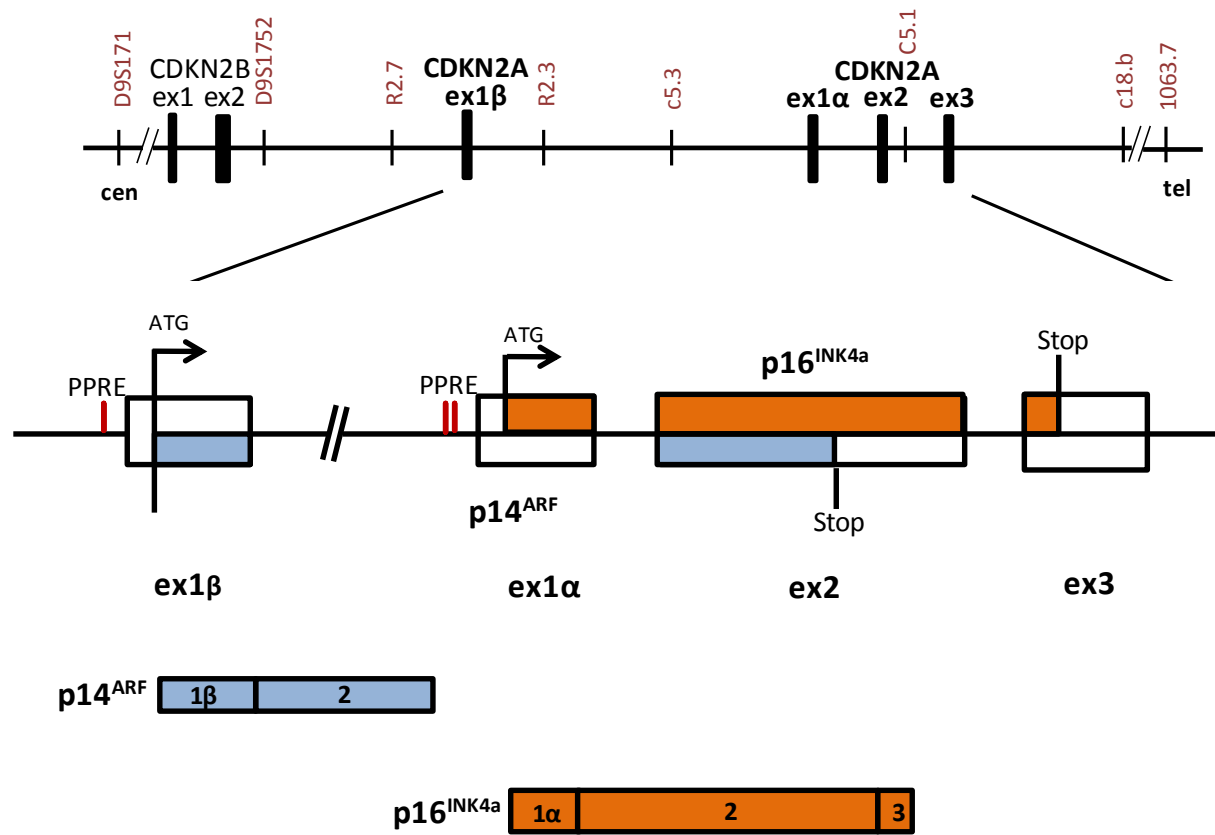 D9S171
CDKN2B
ex1 ex2
D9S1752
R2.7
CDKN2A
ex1β
R2.3
c5.3
CDKN2A
ex1α ex2 ex3
C5.1
c18.b
1063.7
cen
tel
ATG
PPRE
ATG
PPRE
p16INK4a
Stop
p14ARF
Stop
ex1β
ex1α
ex2
ex3
p14ARF 1β 2
p16INK4a 1α 2 3